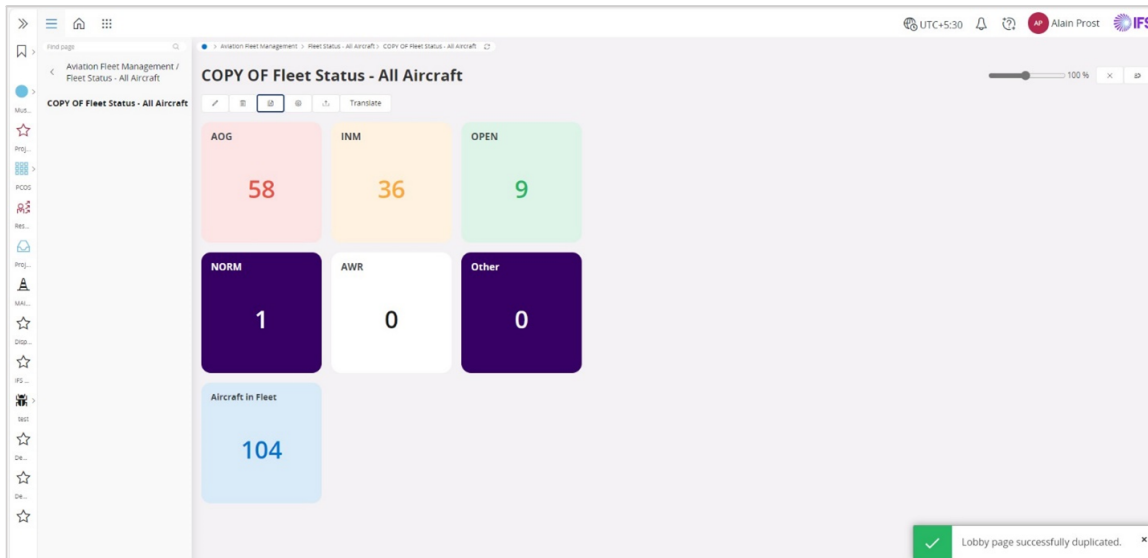 UTC+5:30
AP
Alain Prost
IFS
Find page
Aviation Fleet Management > Fleet Status - All Aircraft > COPY OF Fleet Status - All Aircraft
Aviation Fleet Management /
Fleet Status - All Aircraft
COPY OF Fleet Status - All Aircraft
COPY OF Fleet Status - All Aircraft
100 %
Translate
Mus...
Proj...
PCOS
Res...
Proj...
MAI...
Disp...
IFS ...
test
De...
De...
AOG
INM
OPEN
58
36
9
NORM
AWR
Other
1
0
0
Aircraft in Fleet
104
Lobby page successfully duplicated.